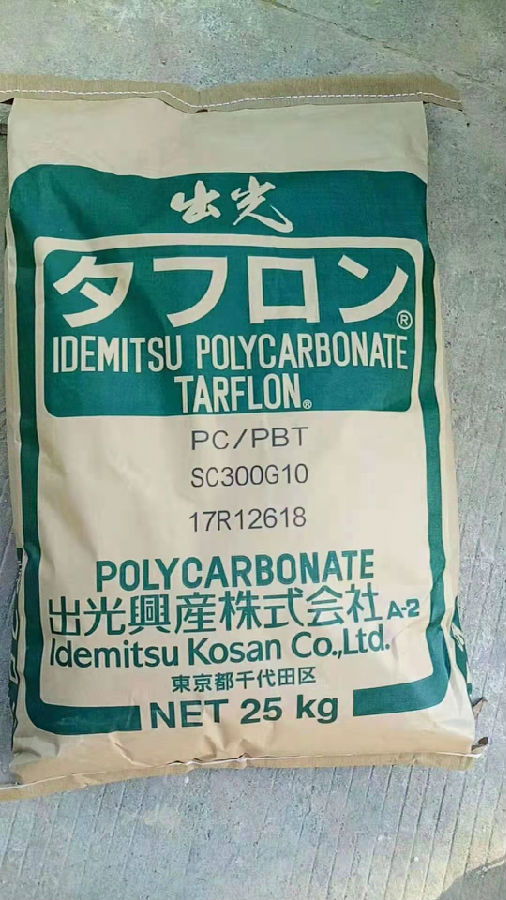 出光
タフロン®
IDEMITSU POLYCARBONATE
TARFLON®
PC/PBT
SC300G10
17R12618
POLYCARBONATE
出光興産株式会社 A-2
Idemitsu Kosan Co.,Ltd.
東京都千代田区
NET 25 kg